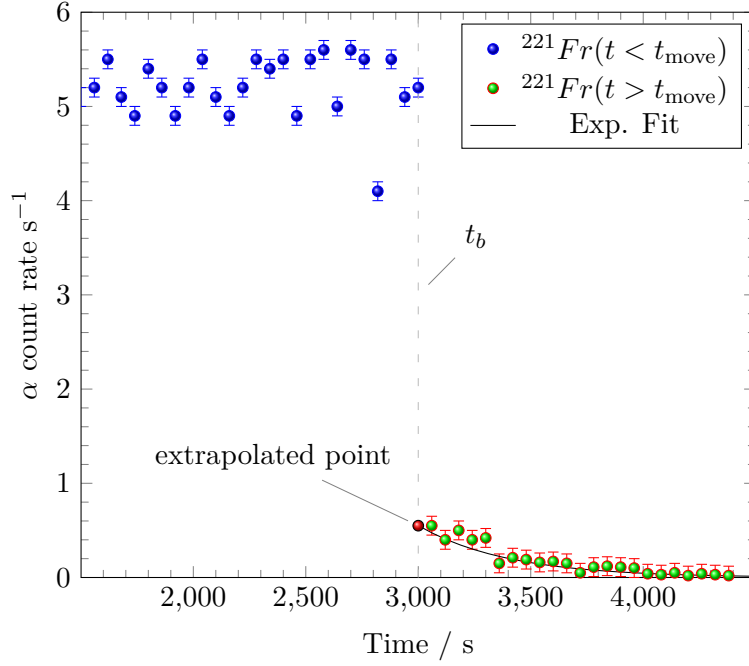 6
5
4
3
2
1
0
α count rate s⁻¹
²²¹Fr(t < t_move)
²²¹Fr(t > t_move)
Exp. Fit
t_b
extrapolated point
2,000 2,500 3,000 3,500 4,000
Time / s